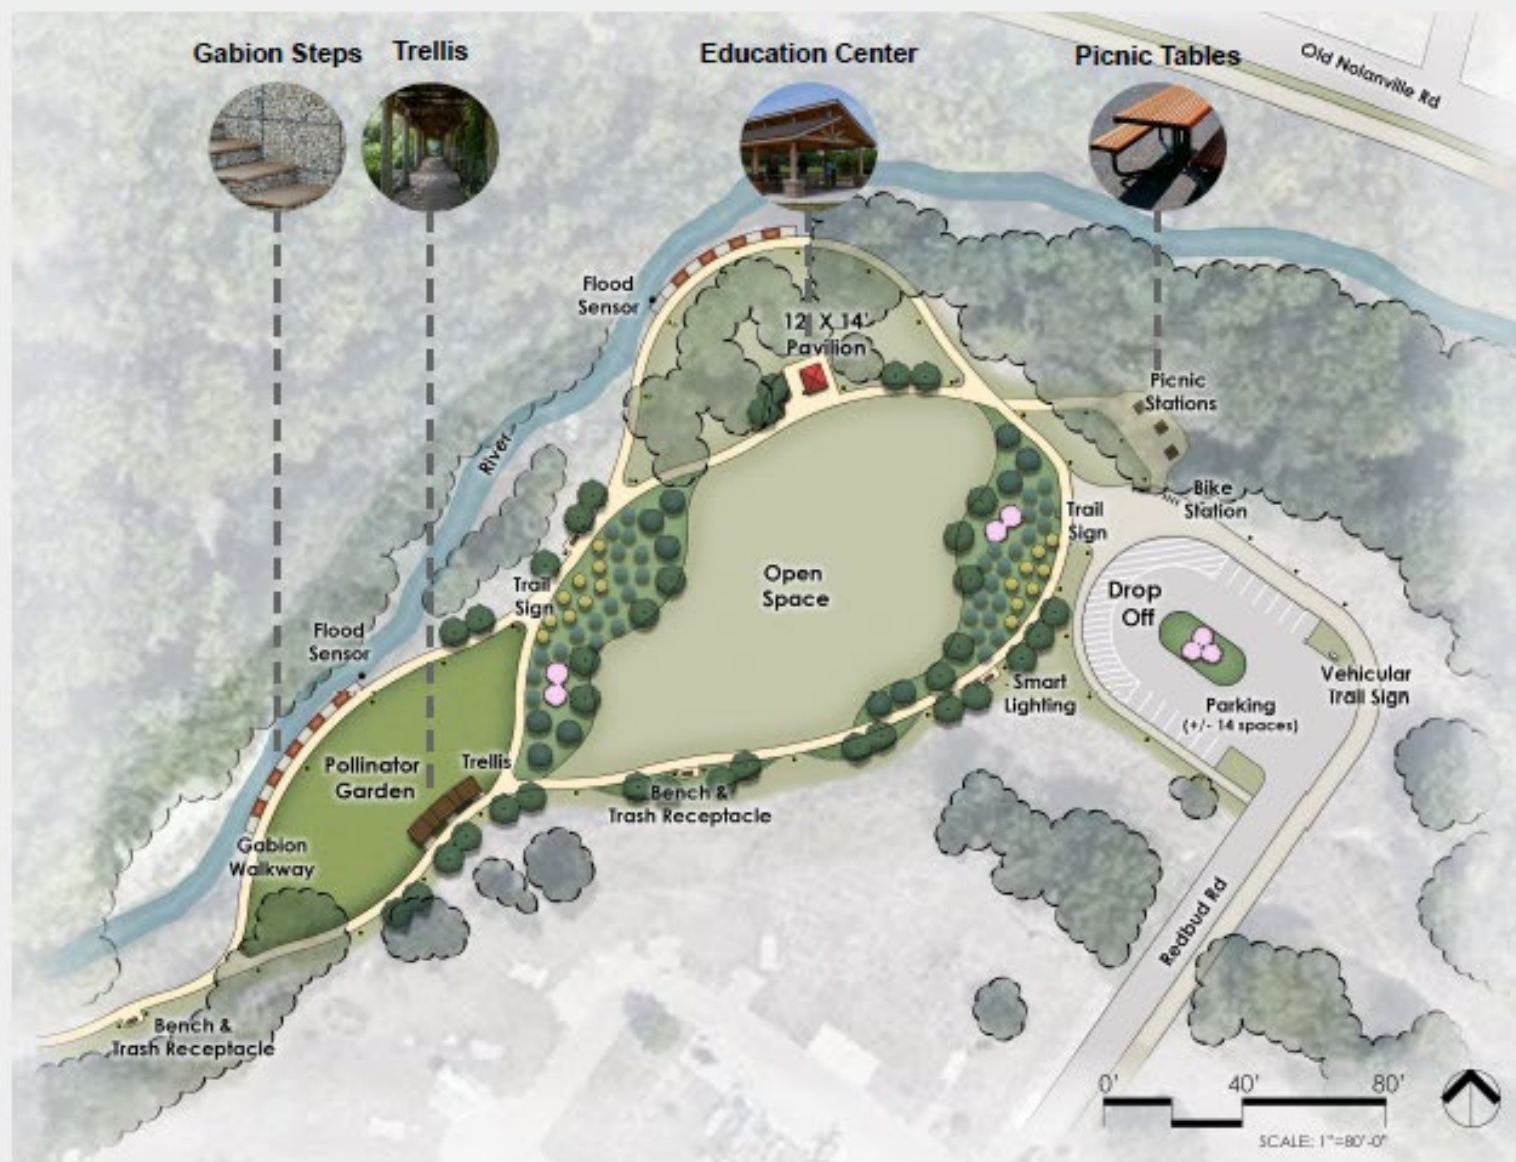 Gabion Steps
Trellis
Education Center
Picnic Tables
Old Nolanville Rd
Flood
Sensor
12' X 14'
Pavilion
Picnic
Stations
River
Bike
Station
Trail
Sign
Open
Space
Trail
Sign
Drop
Off
Flood
Sensor
Vehicular
Trail Sign
Smart
Lighting
Parking
(+/- 14 spaces)
Trellis
Pollinator
Garden
Bench &
Trash Receptacle
Gabion
Walkway
Redbud Rd
Bench &
Trash Receptacle
0' 40' 80'
SCALE: 1"=80'-0"